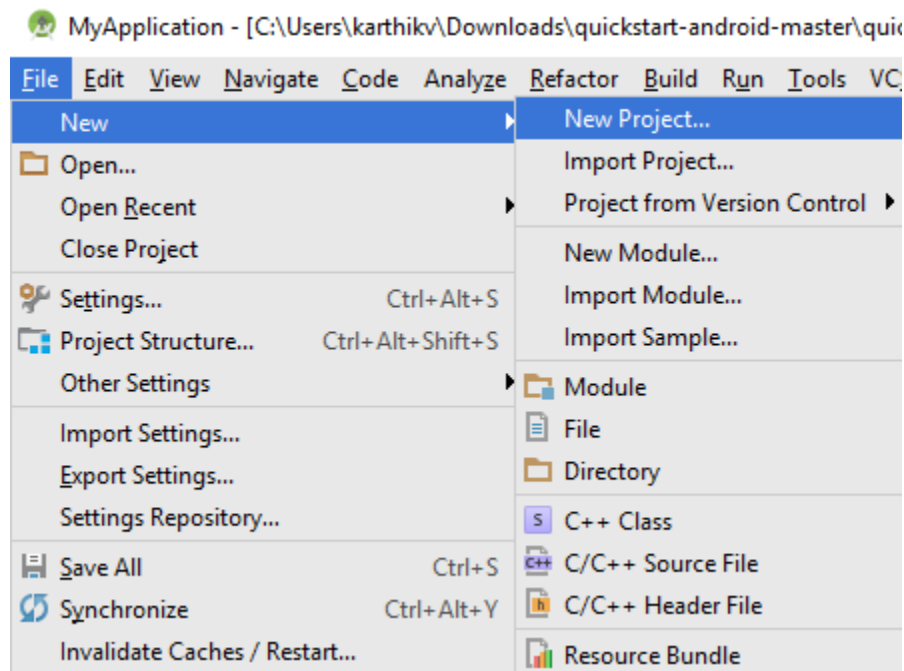 MyApplication - [C:\Users\karthikv\Downloads\quickstart-android-master\quic
File Edit View Navigate Code Analyze Refactor Build Run Tools VCS
New
Open...
Open Recent
Close Project
Settings... Ctrl+Alt+S
Project Structure... Ctrl+Alt+Shift+S
Other Settings
Import Settings...
Export Settings...
Settings Repository...
Save All Ctrl+S
Synchronize Ctrl+Alt+Y
Invalidate Caches / Restart...
New Project...
Import Project...
Project from Version Control
New Module...
Import Module...
Import Sample...
Module
File
Directory
S C++ Class
C++ C/C++ Source File
h C/C++ Header File
Resource Bundle